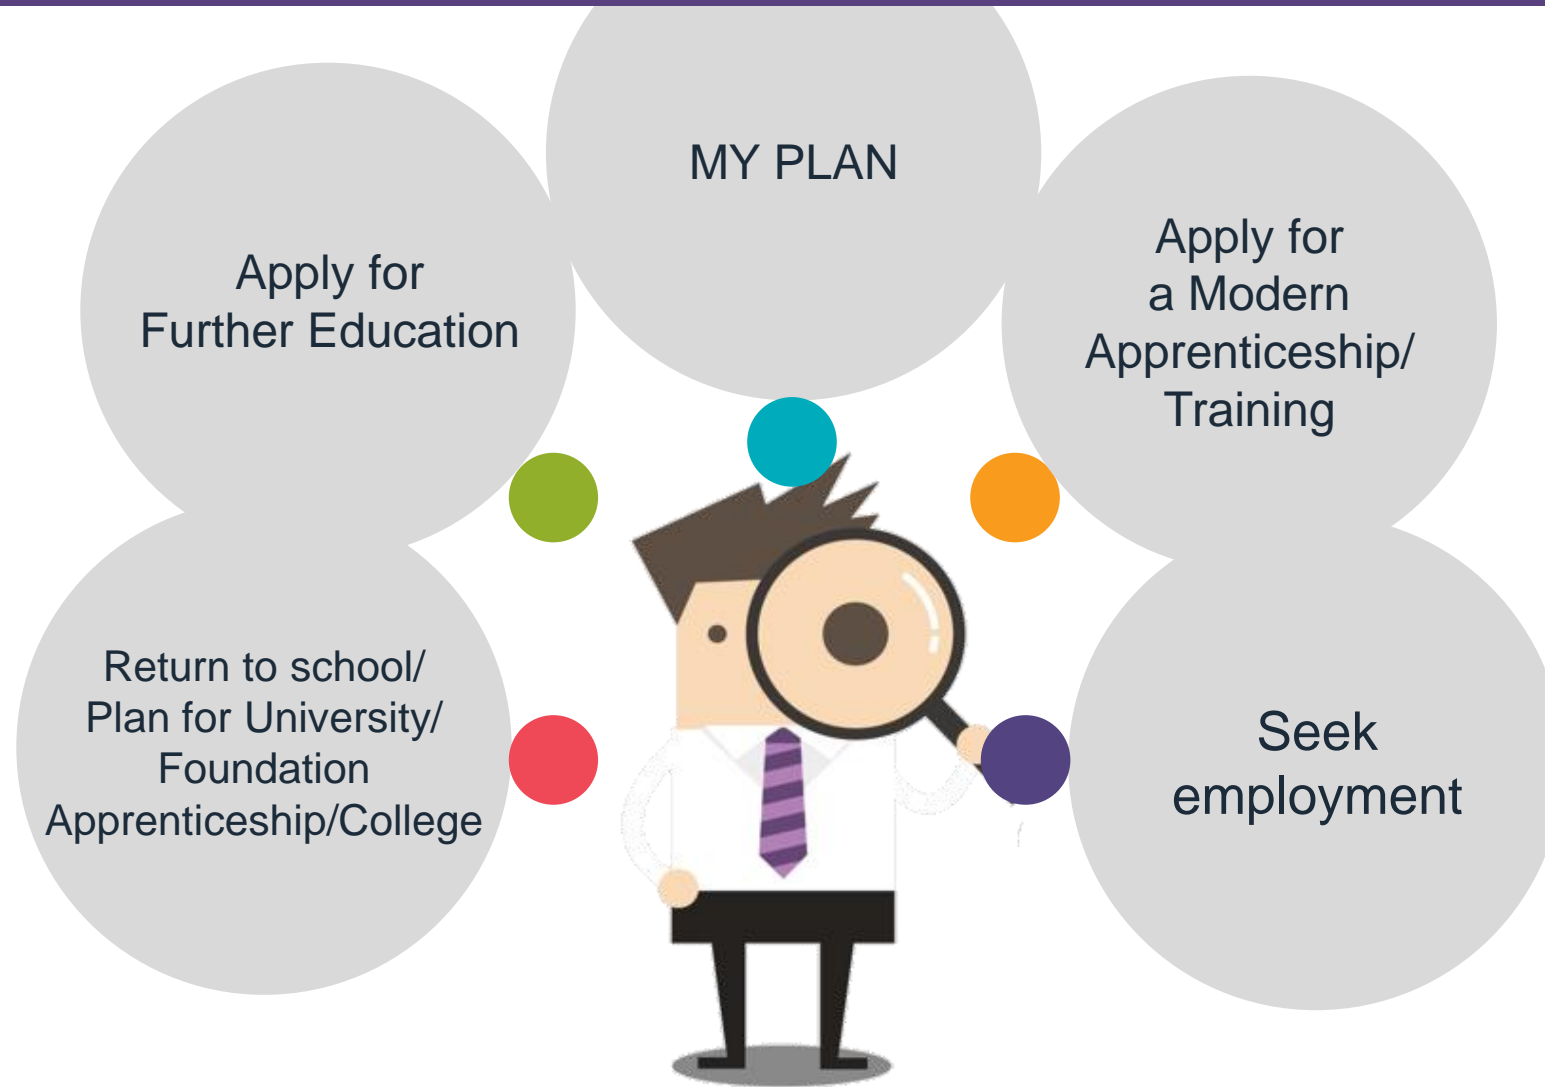 MY PLAN
Apply for
Further Education
Apply for
a Modern
Apprenticeship/
Training
Return to school/
Plan for University/
Foundation
Apprenticeship/College
Seek
employment